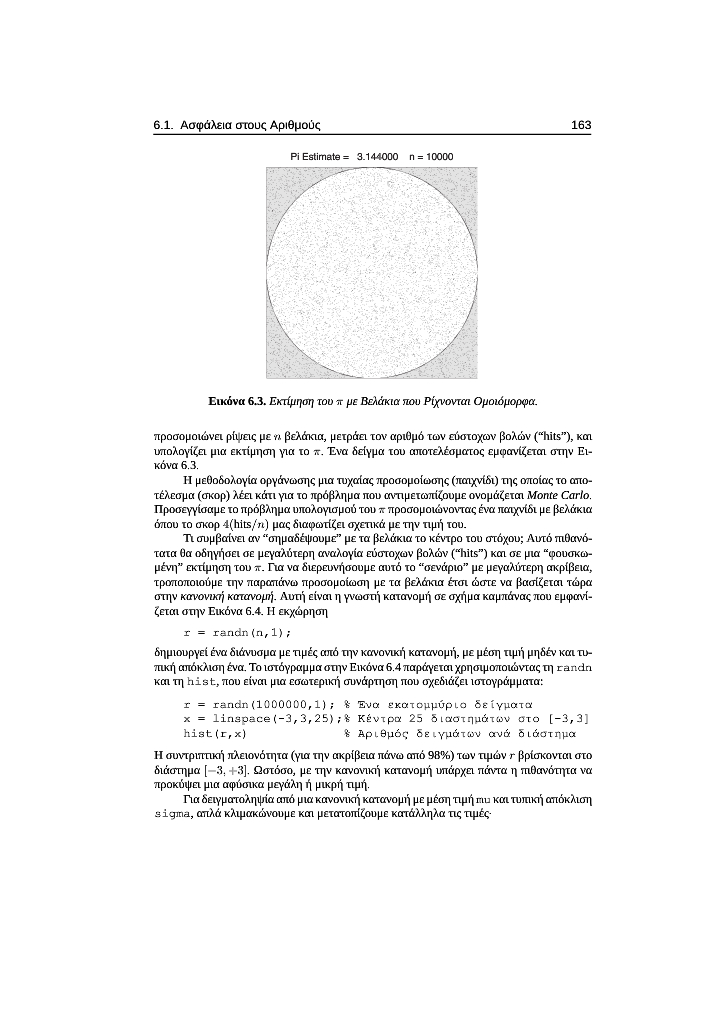 6.1. Ασφάλεια στους Αριθμούς 163
Pi Estimate = 3.144000 n = 10000
Εικόνα 6.3. Εκτίμηση του π με Βελάκια που Ρίχνονται Ομοιόμορφα.
προσομοιώνει ρίψεις με n βελάκια, μετράει τον αριθμό των εύστοχων βολών (“hits”), και
υπολογίζει μια εκτίμηση για το π. Ένα δείγμα του αποτελέσματος εμφανίζεται στην Ει-
κόνα 6.3.
Η μεθοδολογία οργάνωσης μια τυχαίας προσομοίωσης (παιχνίδι) της οποίας το απο-
τέλεσμα (σκορ) λέει κάτι για το πρόβλημα που αντιμετωπίζουμε ονομάζεται Monte Carlo.
Προσεγγίσαμε το πρόβλημα υπολογισμού του π προσομοιώνοντας ένα παιχνίδι με βελάκια
όπου το σκορ 4(hits/n) μας διαφωτίζει σχετικά με την τιμή του.
Τι συμβαίνει αν “σημαδέψουμε” με τα βελάκια το κέντρο του στόχου; Αυτό πιθανό-
τατα θα οδηγήσει σε μεγαλύτερη αναλογία εύστοχων βολών (“hits”) και σε μια “φουσκω-
μένη” εκτίμηση του π. Για να διερευνήσουμε αυτό το “σενάριο” με μεγαλύτερη ακρίβεια,
τροποποιούμε την παραπάνω προσομοίωση με τα βελάκια έτσι ώστε να βασίζεται τώρα
στην κανονική κατανομή. Αυτή είναι η γνωστή κατανομή σε σχήμα καμπάνας που εμφανί-
ζεται στην Εικόνα 6.4. Η εκχώρηση
r = randn(n,1);
δημιουργεί ένα διάνυσμα με τιμές από την κανονική κατανομή, με μέση τιμή μηδέν και τυ-
πική απόκλιση ένα. Το ιστόγραμμα στην Εικόνα 6.4 παράγεται χρησιμοποιώντας τη randn
και τη hist, που είναι μια εσωτερική συνάρτηση που σχεδιάζει ιστογράμματα:
r = randn(1000000,1); % Ένα εκατομμύριο δείγματα
x = linspace(-3,3,25);% Κέντρα 25 διαστημάτων στο [-3,3]
hist(r,x) % Αριθμός δειγμάτων ανά διάστημα
Η συντριπτική πλειονότητα (για την ακρίβεια πάνω από 98%) των τιμών r βρίσκονται στο
διάστημα [−3, +3]. Ωστόσο, με την κανονική κατανομή υπάρχει πάντα η πιθανότητα να
προκύψει μια αφύσικα μεγάλη ή μικρή τιμή.
Για δειγματοληψία από μια κανονική κατανομή με μέση τιμή mu και τυπική απόκλιση
sigma, απλά κλιμακώνουμε και μετατοπίζουμε κατάλληλα τις τιμές·